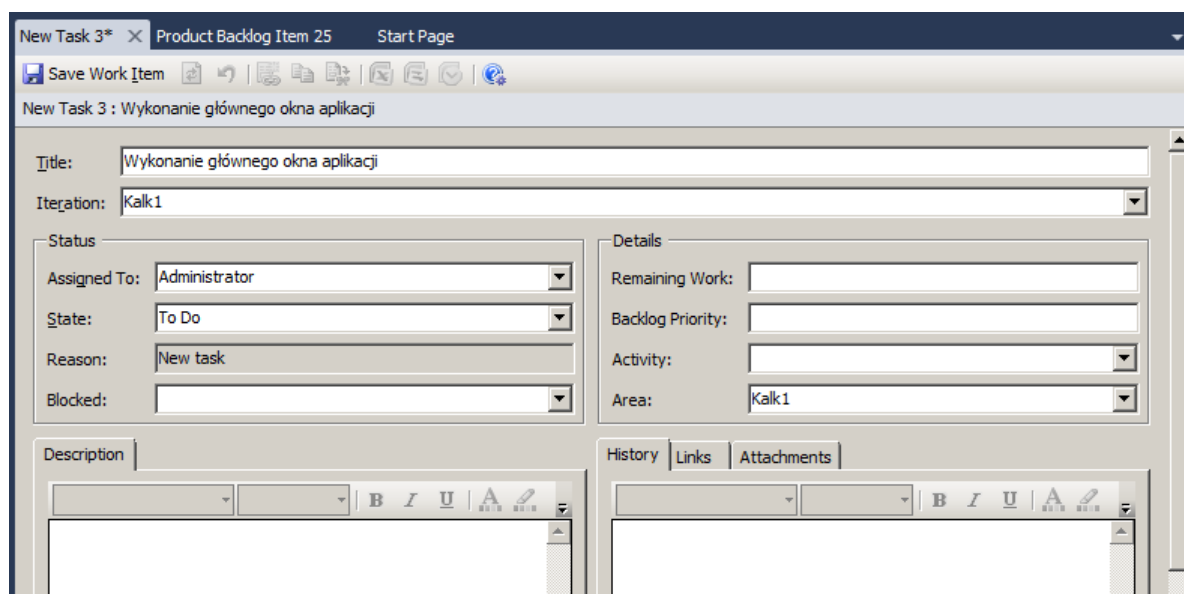 New Task 3* Product Backlog Item 25 Start Page
Save Work Item
New Task 3 : Wykonanie głównego okna aplikacji
Title: Wykonanie głównego okna aplikacji
Iteration: Kalk1
Status
Assigned To: Administrator
State: To Do
Reason: New task
Blocked:
Details
Remaining Work:
Backlog Priority:
Activity:
Area: Kalk1
Description
B I U A
History Links Attachments
B I U A